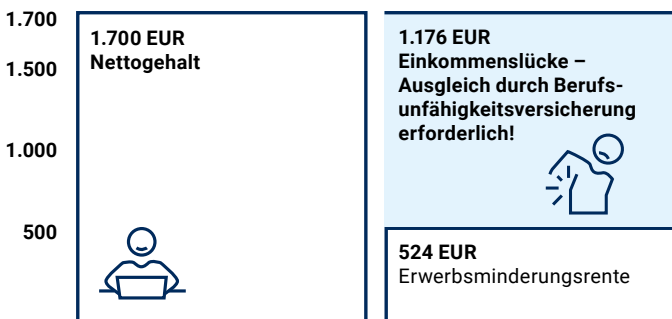 1.700
1.500
1.000
500
1.700 EUR
Nettogehalt
1.176 EUR
Einkommenslücke –
Ausgleich durch Berufs-
unfähigkeitsversicherung
erforderlich!
524 EUR
Erwerbsminderungsrente